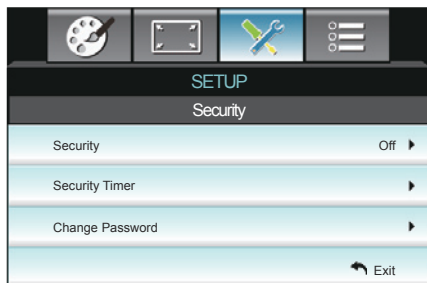 SETUP
Security
Security Off
Security Timer
Change Password
Exit